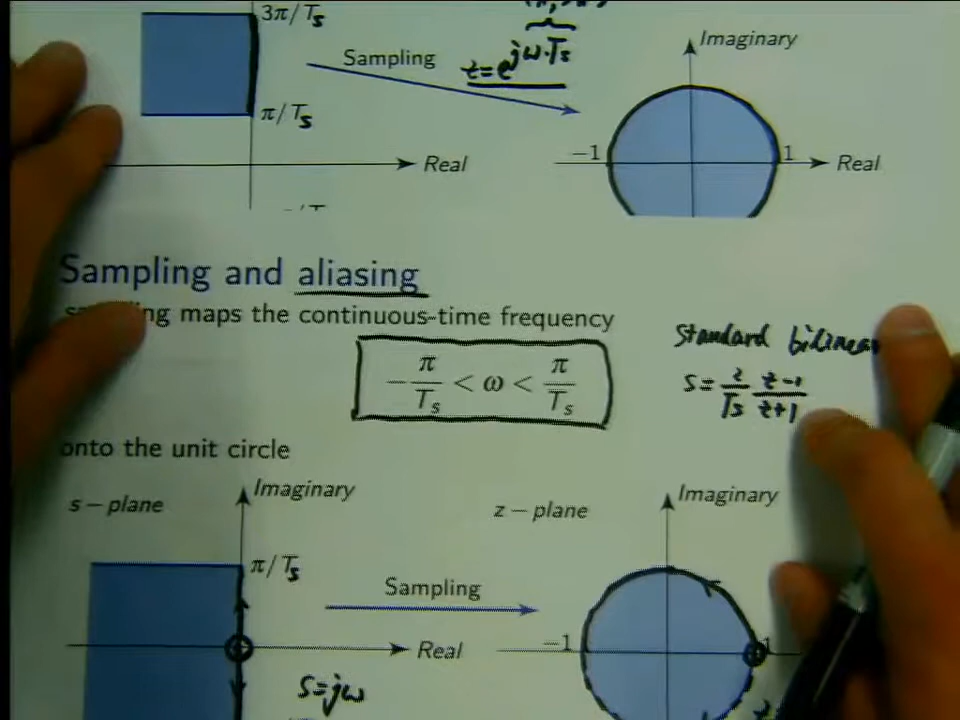 3π/Ts
Sampling
z=e^jω·Ts
π/Ts
Real
Imaginary
−1
1
Real
Sampling and aliasing
maps the continuous-time frequency
−π/Ts < ω < π/Ts
Standard bilinear
s= 2/Ts z-1/z+1
onto the unit circle
s − plane
Imaginary
π/Ts
Real
Sampling
z − plane
Imaginary
−1
1
s=jω